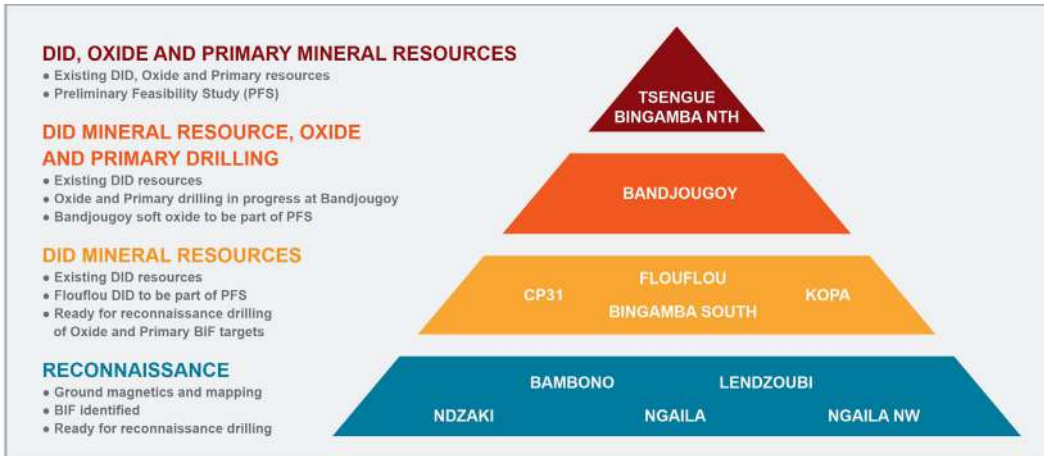 DID, OXIDE AND PRIMARY MINERAL RESOURCES
● Existing DID, Oxide and Primary resources
● Preliminary Feasibility Study (PFS)
TSENGUE
BINGAMBA NTH
DID MINERAL RESOURCE, OXIDE
AND PRIMARY DRILLING
● Existing DID resources
● Oxide and Primary drilling in progress at Bandjougoy
● Bandjougoy soft oxide to be part of PFS
BANDJOUGOY
DID MINERAL RESOURCES
● Existing DID resources
● Flouflou DID to be part of PFS
● Ready for reconnaissance drilling
of Oxide and Primary BIF targets
CP31
FLOUFLOU
BINGAMBA SOUTH
KOPA
RECONNAISSANCE
● Ground magnetics and mapping
● BIF identified
● Ready for reconnaissance drilling
BAMBONO LENDZOUBI
NDZAKI NGAILA NGAILA NW